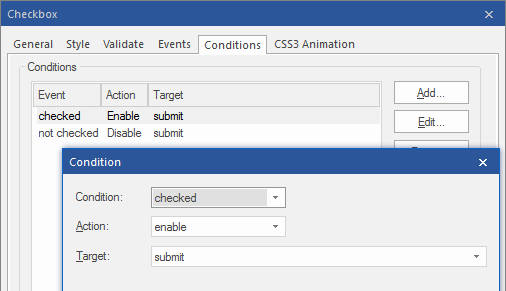 Checkbox
General Style Validate Events Conditions CSS3 Animation
Conditions
Event Action Target
Add...
checked Enable submit
Edit...
not checked Disable submit
Condition
Condition: checked
Action: enable
Target: submit